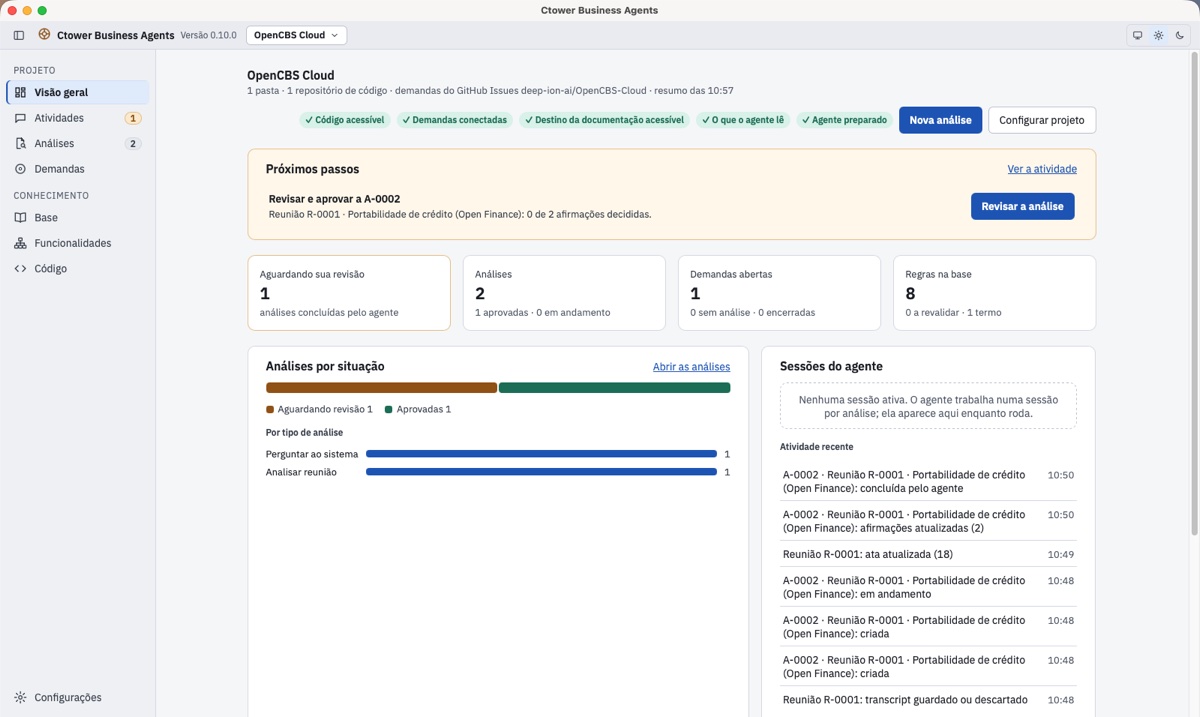 Ctower Business Agents
Ctower Business Agents Versão 0.10.0 OpenCBS Cloud
PROJETO
Visão geral
Atividades 1
Análises 2
Demandas
CONHECIMENTO
Base
Funcionalidades
Código
Configurações
OpenCBS Cloud
1 pasta · 1 repositório de código · demandas do GitHub Issues deep-ion-ai/OpenCBS-Cloud · resumo das 10:57
✓ Código acessível ✓ Demandas conectadas ✓ Destino da documentação acessível ✓ O que o agente lê ✓ Agente preparado Nova análise Configurar projeto
Próximos passos Ver a atividade
Revisar e aprovar a A-0002
Reunião R-0001 · Portabilidade de crédito (Open Finance): 0 de 2 afirmações decididas.
Revisar a análise
Aguardando sua revisão
1
análises concluídas pelo agente
Análises
2
1 aprovadas · 0 em andamento
Demandas abertas
1
0 sem análise · 0 encerradas
Regras na base
8
0 a revalidar · 1 termo
Análises por situação Abrir as análises
Aguardando revisão 1 Aprovadas 1
Por tipo de análise
Perguntar ao sistema 1
Analisar reunião 1
Sessões do agente
Nenhuma sessão ativa. O agente trabalha numa sessão
por análise; ela aparece aqui enquanto roda.
Atividade recente
A-0002 · Reunião R-0001 · Portabilidade de crédito 10:50
(Open Finance): concluída pelo agente
A-0002 · Reunião R-0001 · Portabilidade de crédito 10:50
(Open Finance): afirmações atualizadas (2)
Reunião R-0001: ata atualizada (18) 10:49
A-0002 · Reunião R-0001 · Portabilidade de crédito 10:48
(Open Finance): em andamento
A-0002 · Reunião R-0001 · Portabilidade de crédito 10:48
(Open Finance): criada
A-0002 · Reunião R-0001 · Portabilidade de crédito 10:48
(Open Finance): criada
Reunião R-0001: transcript guardado ou descartado 10:48